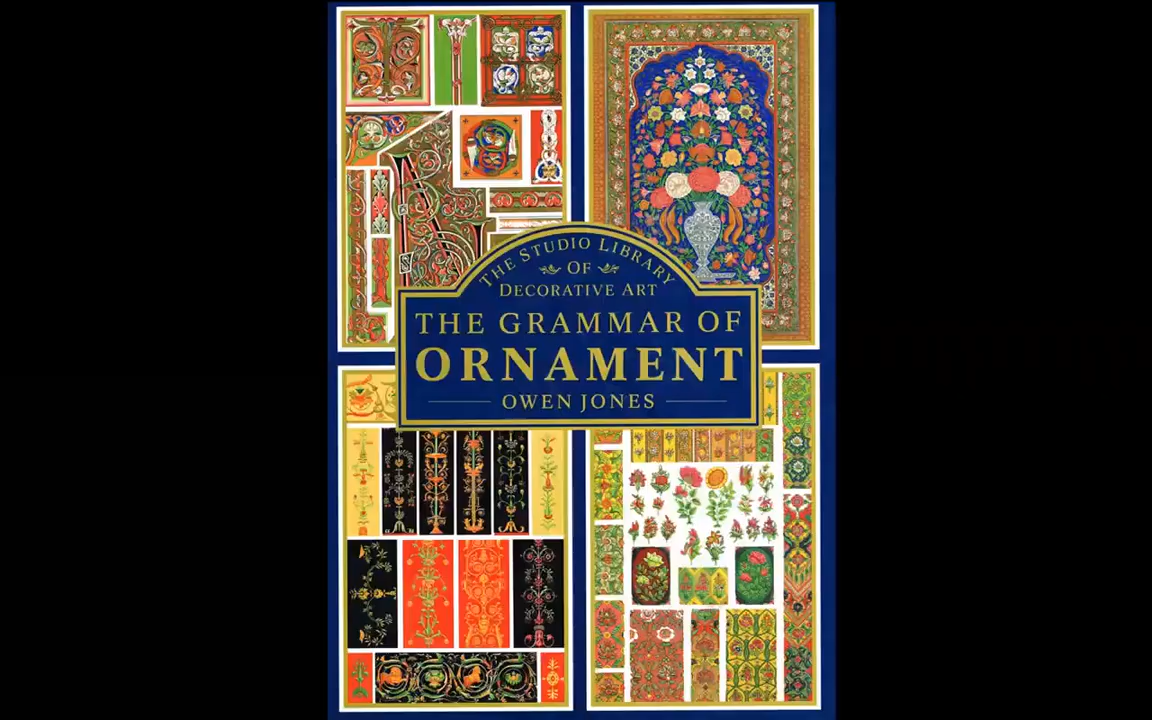 THE STUDIO LIBRARY
OF
DECORATIVE ART
THE GRAMMAR OF
ORNAMENT
OWEN JONES